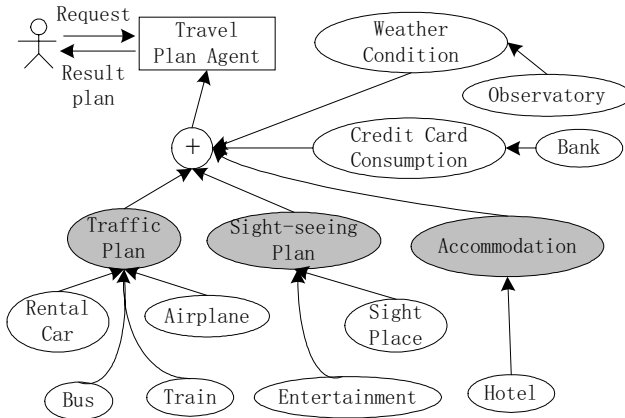 Request
Result
plan
Travel
Plan Agent
Weather
Condition
Observatory
+
Credit Card
Consumption
Bank
Traffic
Plan
Sight-seeing
Plan
Accommodation
Rental
Car
Airplane
Sight
Place
Bus
Train
Entertainment
Hotel